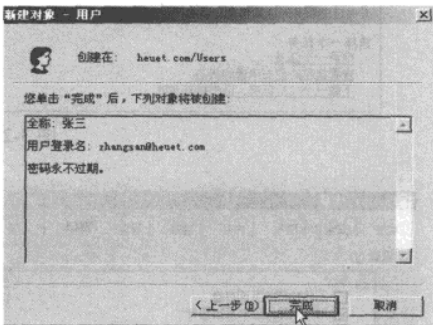 新建对象 - 用户
创建在: heuet.com/Users
您单击“完成”后，下列对象将被创建:
全称: 张三
用户登录名: zhangsan@heuet.com
密码永不过期。
< 上一步(B)
完成
取消